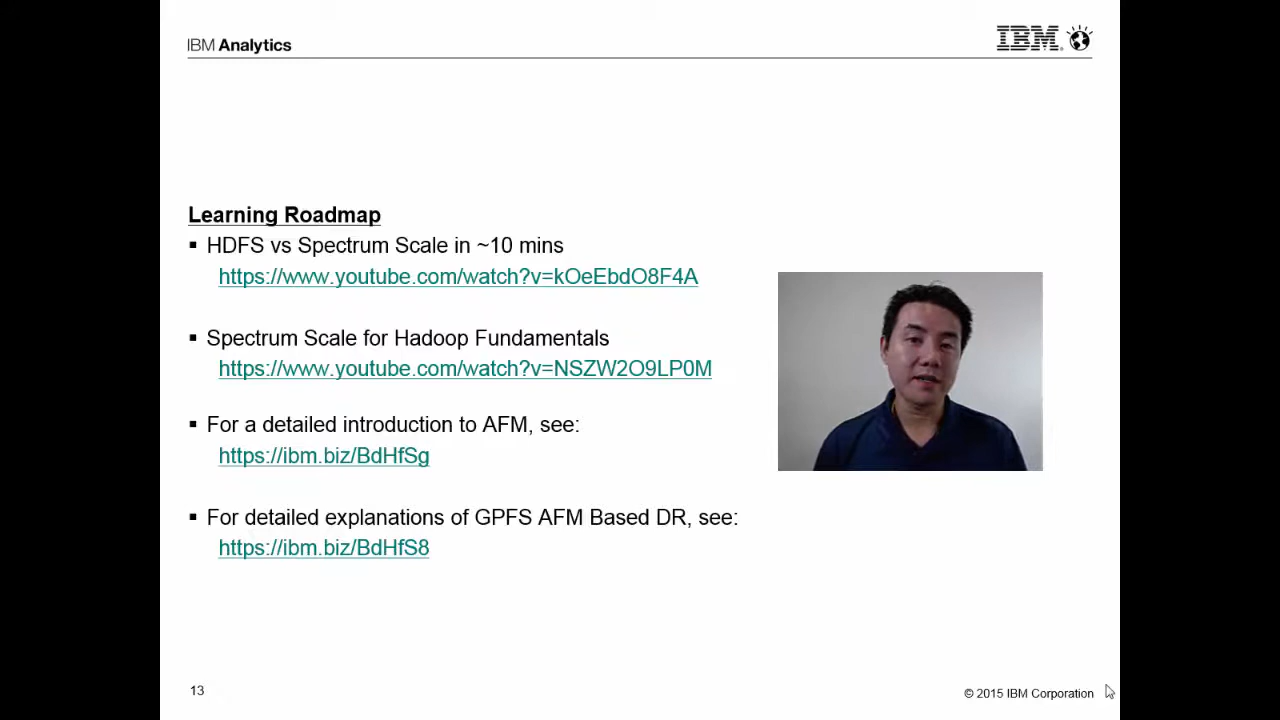 IBM Analytics
IBM
Learning Roadmap
▪ HDFS vs Spectrum Scale in ~10 mins
https://www.youtube.com/watch?v=kOeEbdO8F4A
▪ Spectrum Scale for Hadoop Fundamentals
https://www.youtube.com/watch?v=NSZW2O9LP0M
▪ For a detailed introduction to AFM, see:
https://ibm.biz/BdHfSg
▪ For detailed explanations of GPFS AFM Based DR, see:
https://ibm.biz/BdHfS8
13
© 2015 IBM Corporation